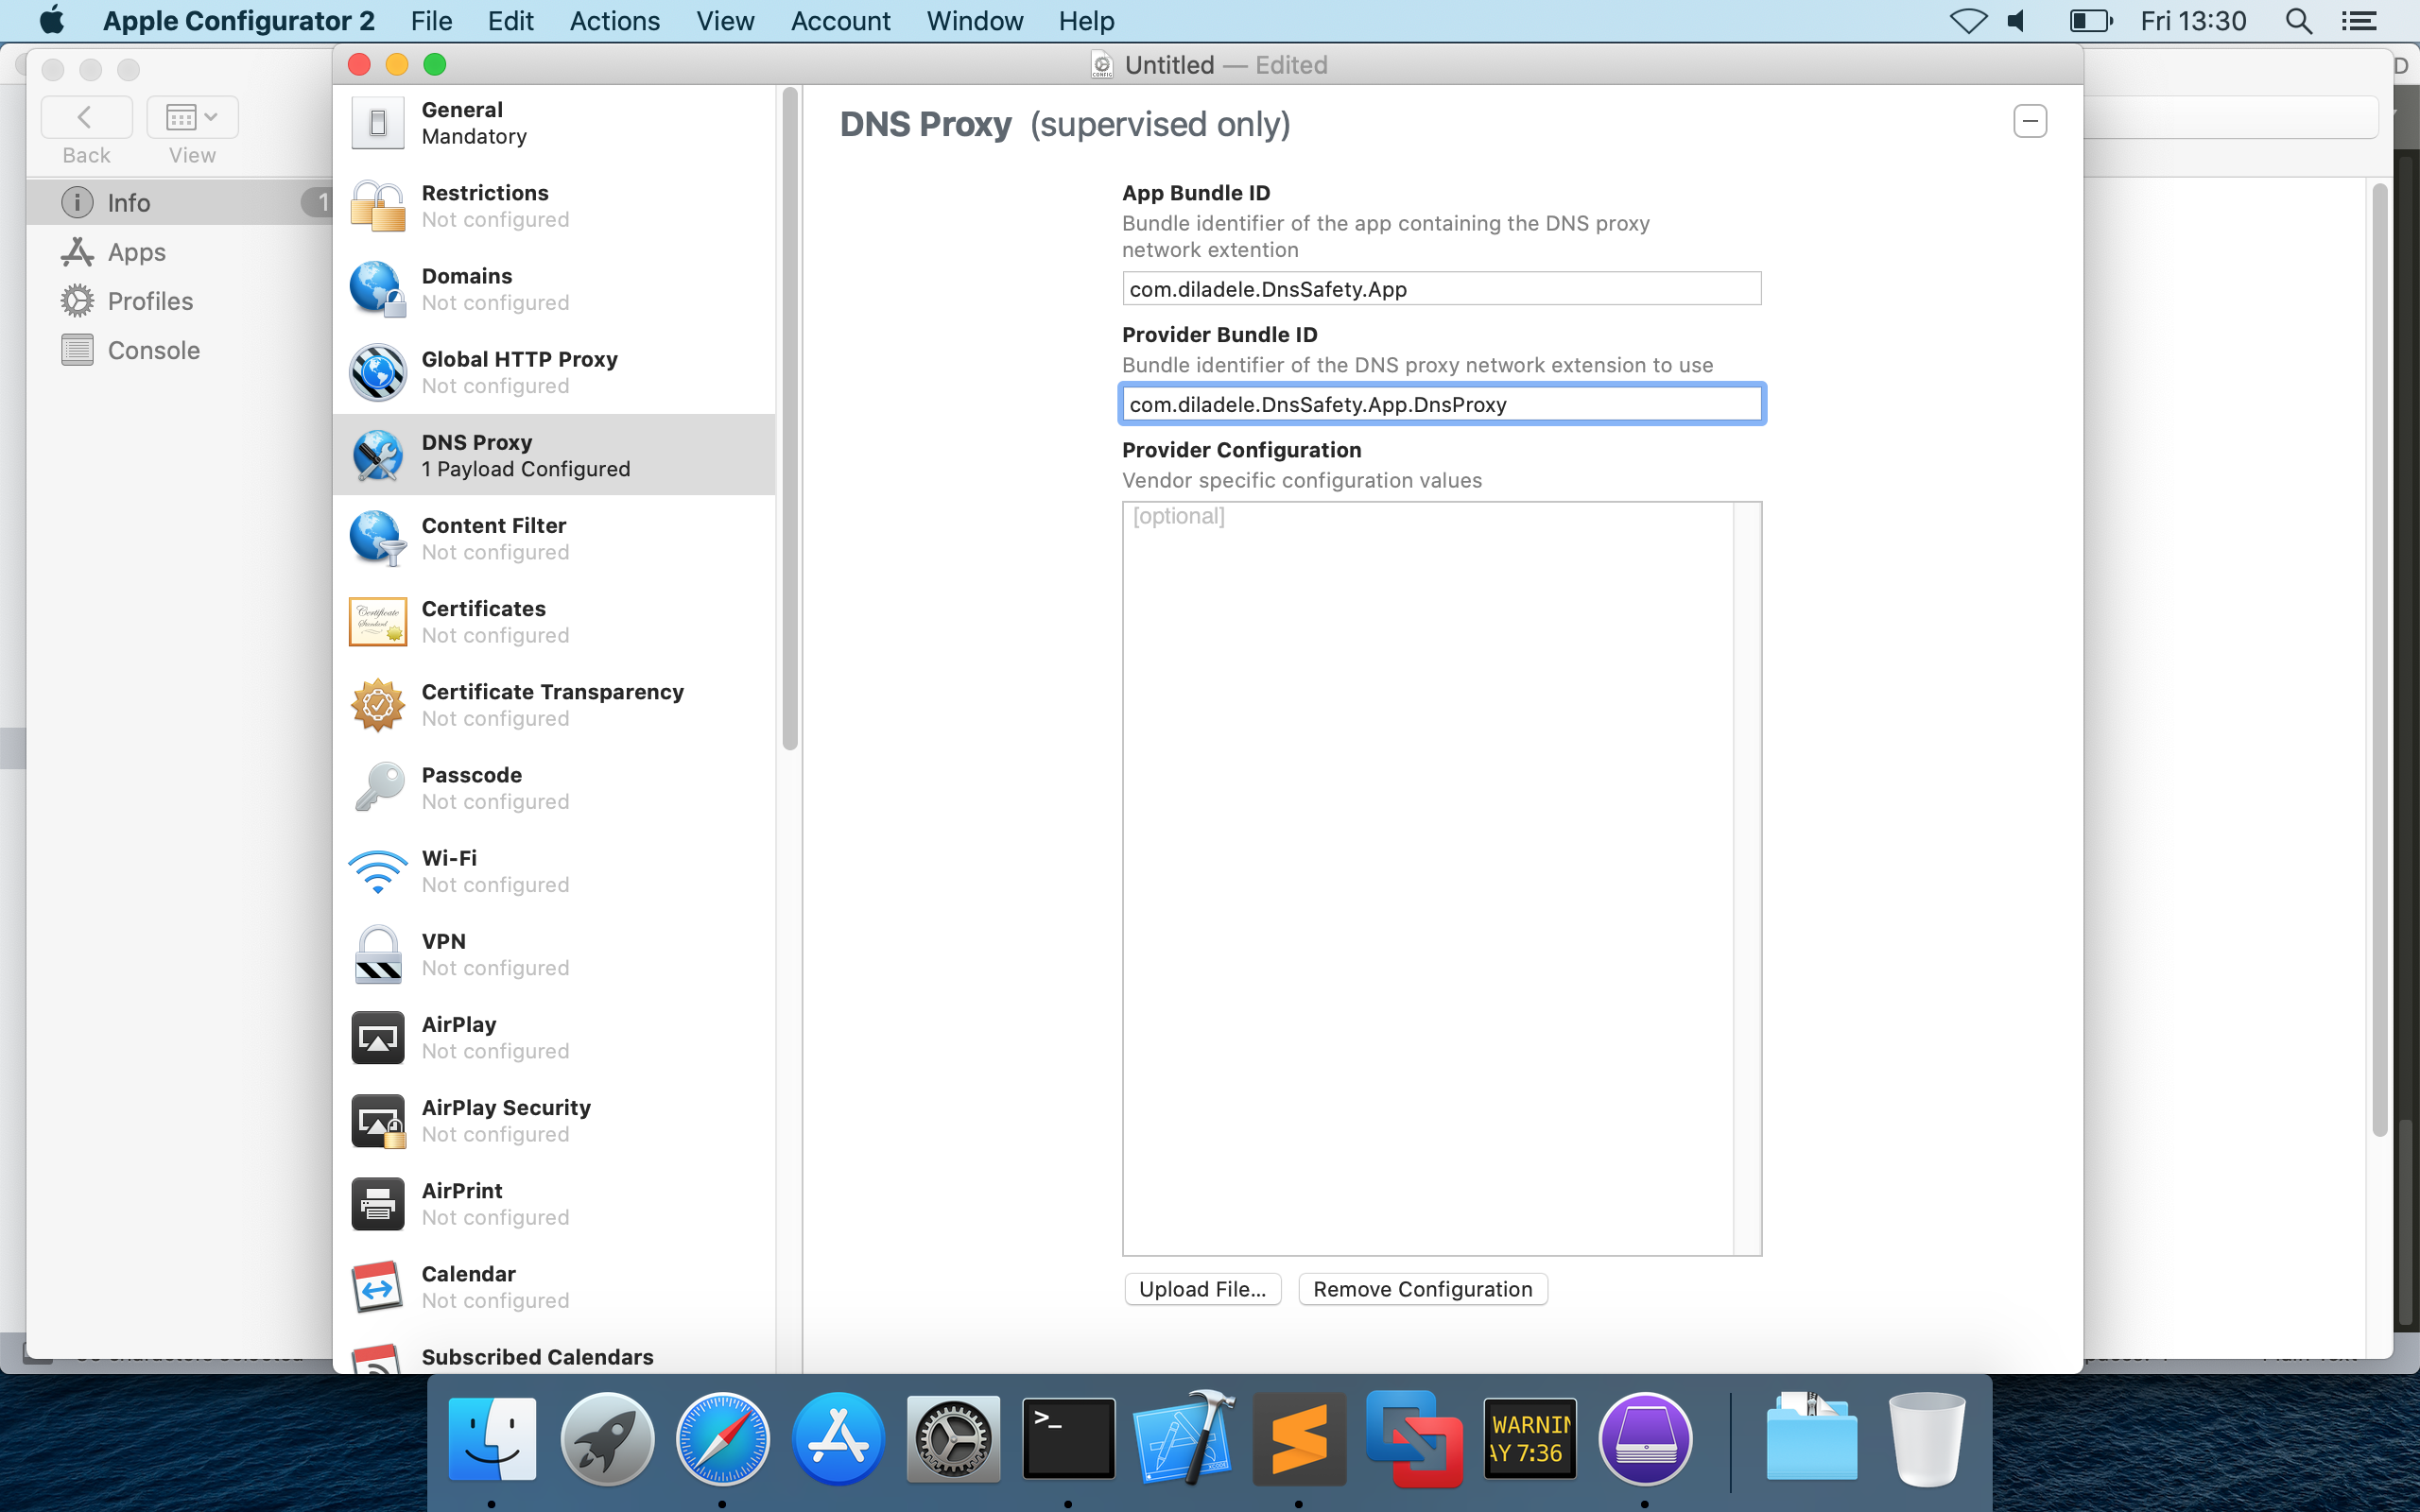 Apple Configurator 2 File Edit Actions View Account Window Help Fri 13:30
Untitled — Edited
D
Back View
Info 1
Apps
Profiles
Console
General
Mandatory
Restrictions
Not configured
Domains
Not configured
Global HTTP Proxy
Not configured
DNS Proxy
1 Payload Configured
Content Filter
Not configured
Certificates
Not configured
Certificate Transparency
Not configured
Passcode
Not configured
Wi-Fi
Not configured
VPN
Not configured
AirPlay
Not configured
AirPlay Security
Not configured
AirPrint
Not configured
Calendar
Not configured
Subscribed Calendars
DNS Proxy (supervised only)
App Bundle ID
Bundle identifier of the app containing the DNS proxy
network extention
com.diladele.DnsSafety.App
Provider Bundle ID
Bundle identifier of the DNS proxy network extension to use
com.diladele.DnsSafety.App.DnsProxy
Provider Configuration
Vendor specific configuration values
[optional]
Upload File... Remove Configuration
>_
WARNIN
AY 7:36